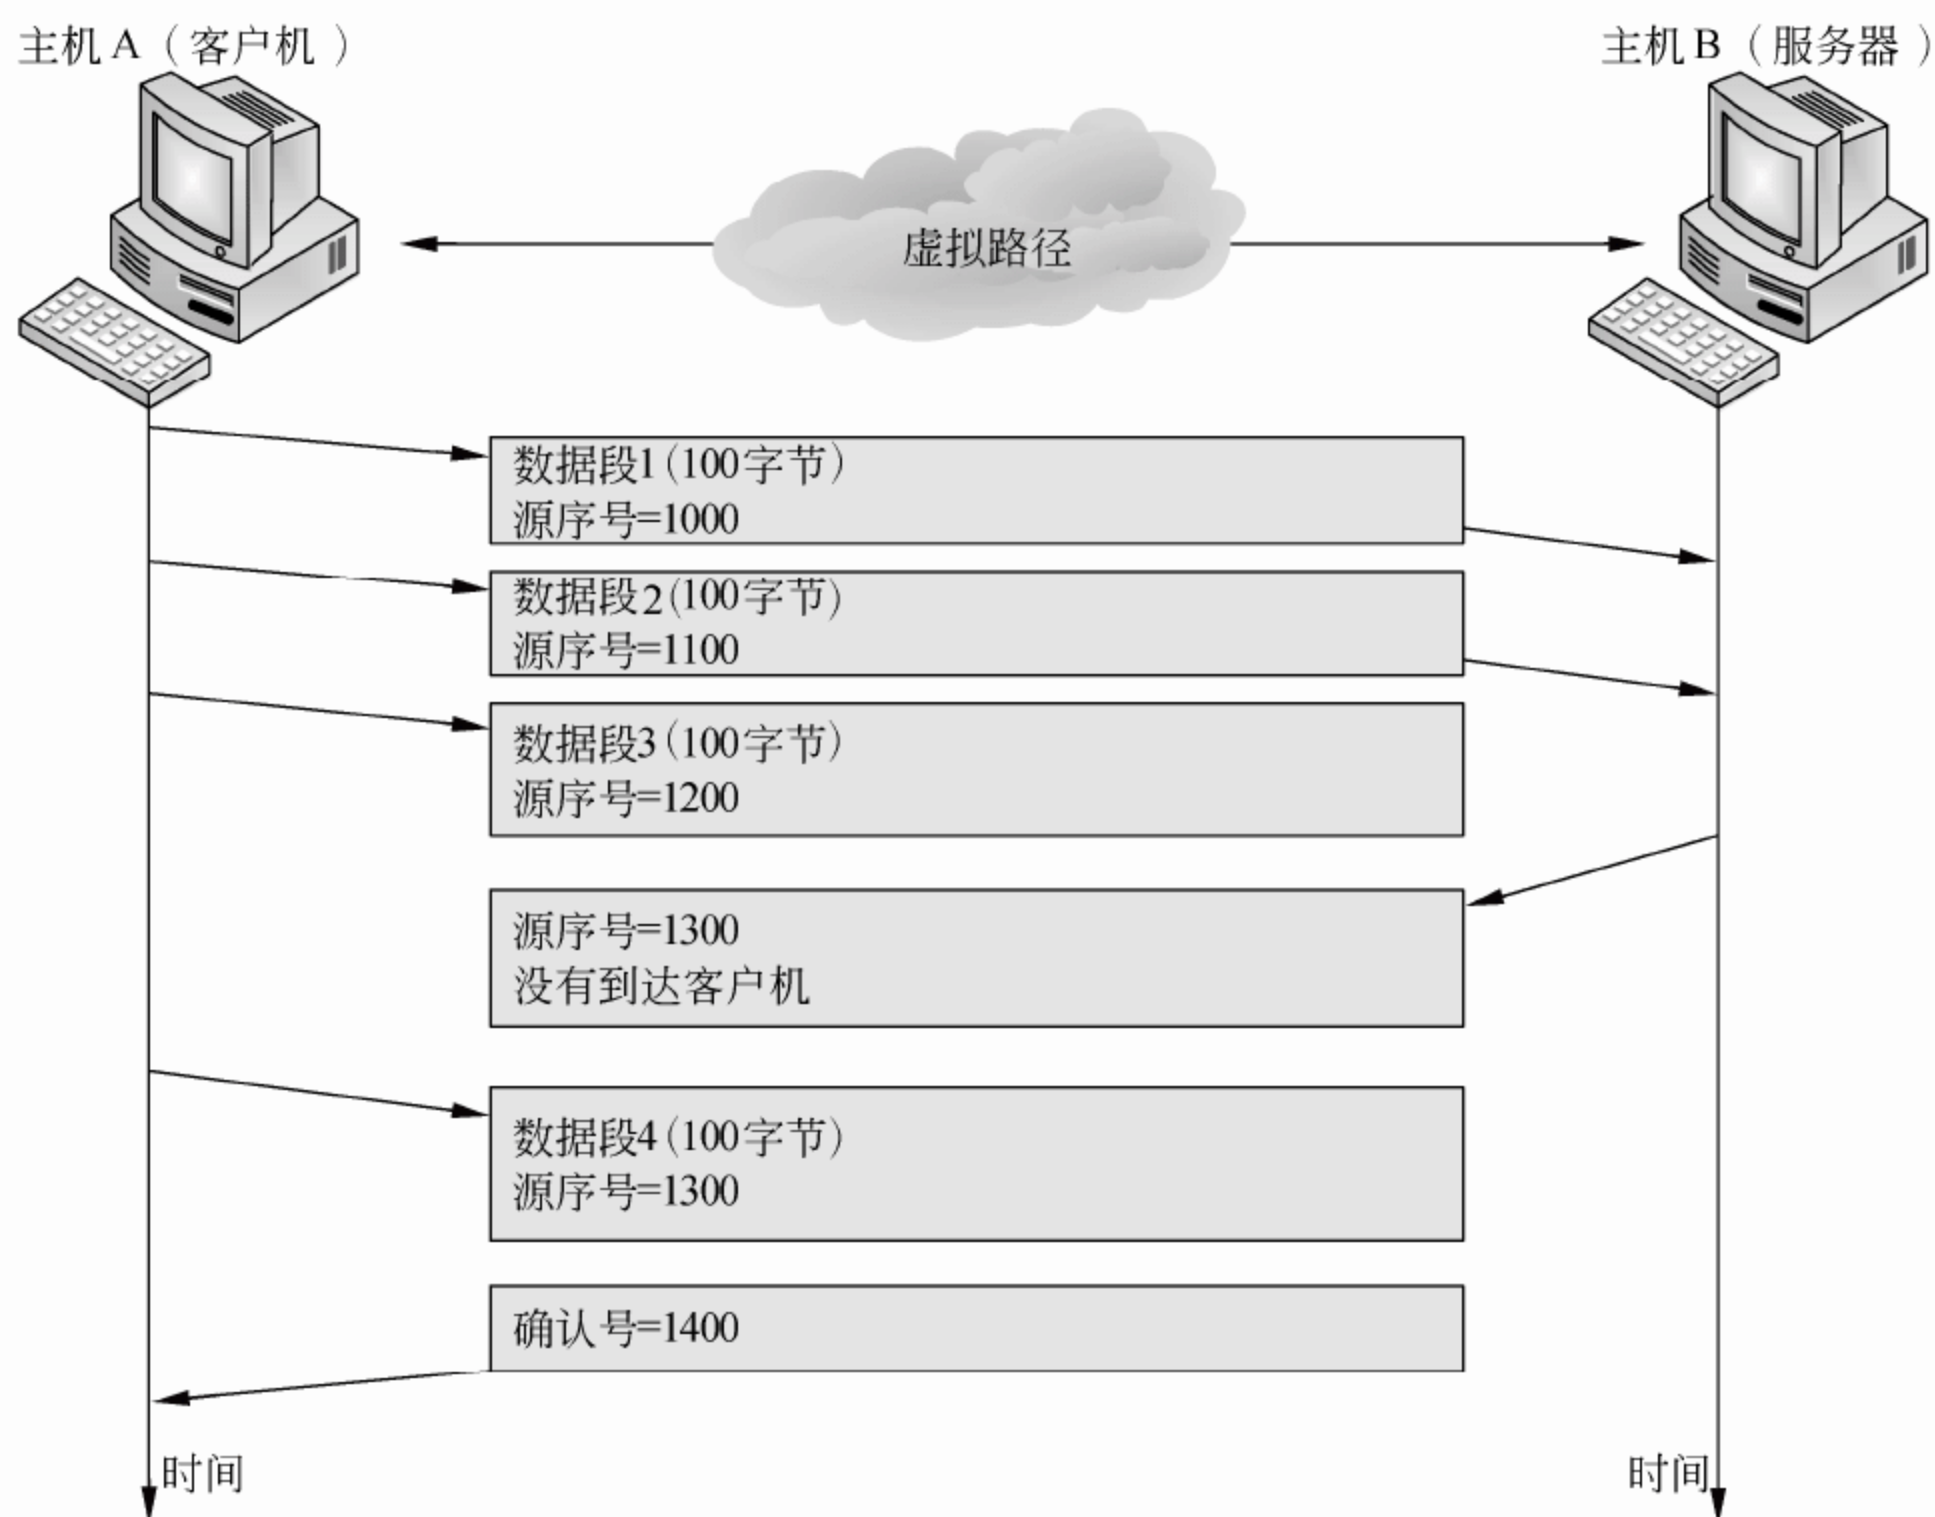 主机A（客户机）
主机B（服务器）
虚拟路径
数据段1(100字节)
源序号=1000
数据段2(100字节)
源序号=1100
数据段3(100字节)
源序号=1200
源序号=1300
没有到达客户机
数据段4(100字节)
源序号=1300
确认号=1400
时间
时间